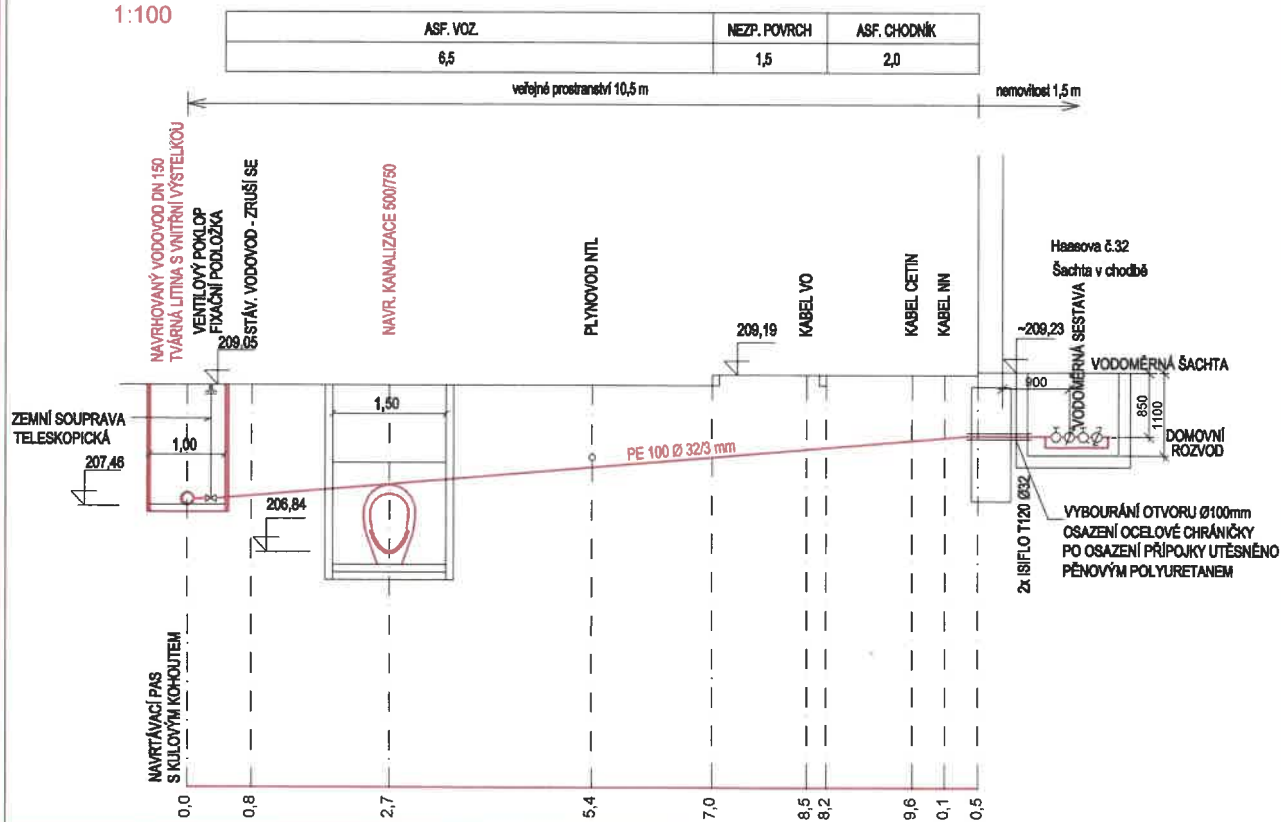 1:100
ASF. VOZ.
NEZP. POVRCH
ASF. CHODNÍK
6,5
1,5
2,0
veřejné prostranství 10,5 m
nemovitost 1,5 m
NAVRHOVANÝ VODOVOD DN 150
TVÁRNÁ LITINA S VNITŘNÍ VÝSTELKOU
VENTILOVÝ POKLOP
FIXAČNÍ PODLOŽKA
STÁV. VODOVOD - ZRUŠÍ SE
NAVR. KANALIZACE 500/750
PLYNOVOD NTL
KABEL VO
KABEL CETIN
KABEL NN
Haasova č.32
Šachta v chodbě
209,05
209,19
~209,23
VODOMĚRNÁ SESTAVA
VODOMĚRNÁ ŠACHTA
900
850
1100
ZEMNÍ SOUPRAVA
TELESKOPICKÁ
1,00
1,50
PE 100 Ø 32/3 mm
DOMOVNÍ
ROZVOD
207,46
206,84
2x ISIFLO T120 Ø32
VYBOURÁNÍ OTVORU Ø100mm
OSAZENÍ OCELOVÉ CHRÁNIČKY
PO OSAZENÍ PŘÍPOJKY UTĚSNĚNO
PĚNOVÝM POLYURETANEM
NAVRTÁVACÍ PAS
S KULOVÝM KOHOUTEM
0,0
0,8
2,7
5,4
7,0
8,5
8,2
9,6
0,1
0,5